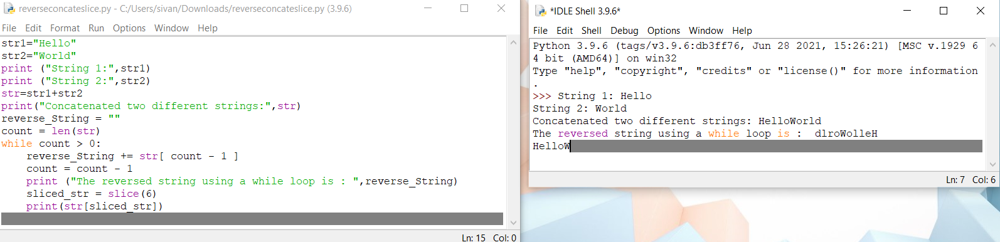 reverseconcateslice.py - C:/Users/sivan/Downloads/reverseconcateslice.py (3.9.6)
File Edit Format Run Options Window Help
str1="Hello"
str2="World"
print ("String 1:",str1)
print ("String 2:",str2)
str=str1+str2
print("Concatenated two different strings:",str)
reverse_String = ""
count = len(str)
while count > 0:
    reverse_String += str[ count - 1 ]
    count = count - 1
    print ("The reversed string using a while loop is : ",reverse_String)
    sliced_str = slice(6)
    print(str[sliced_str])
Ln: 15 Col: 0
*IDLE Shell 3.9.6*
File Edit Shell Debug Options Window Help
Python 3.9.6 (tags/v3.9.6:db3ff76, Jun 28 2021, 15:26:21) [MSC v.1929 6
4 bit (AMD64)] on win32
Type "help", "copyright", "credits" or "license()" for more information
.
>>> String 1: Hello
String 2: World
Concatenated two different strings: HelloWorld
The reversed string using a while loop is :  dlroWolleH
HelloW
Ln: 7 Col: 6